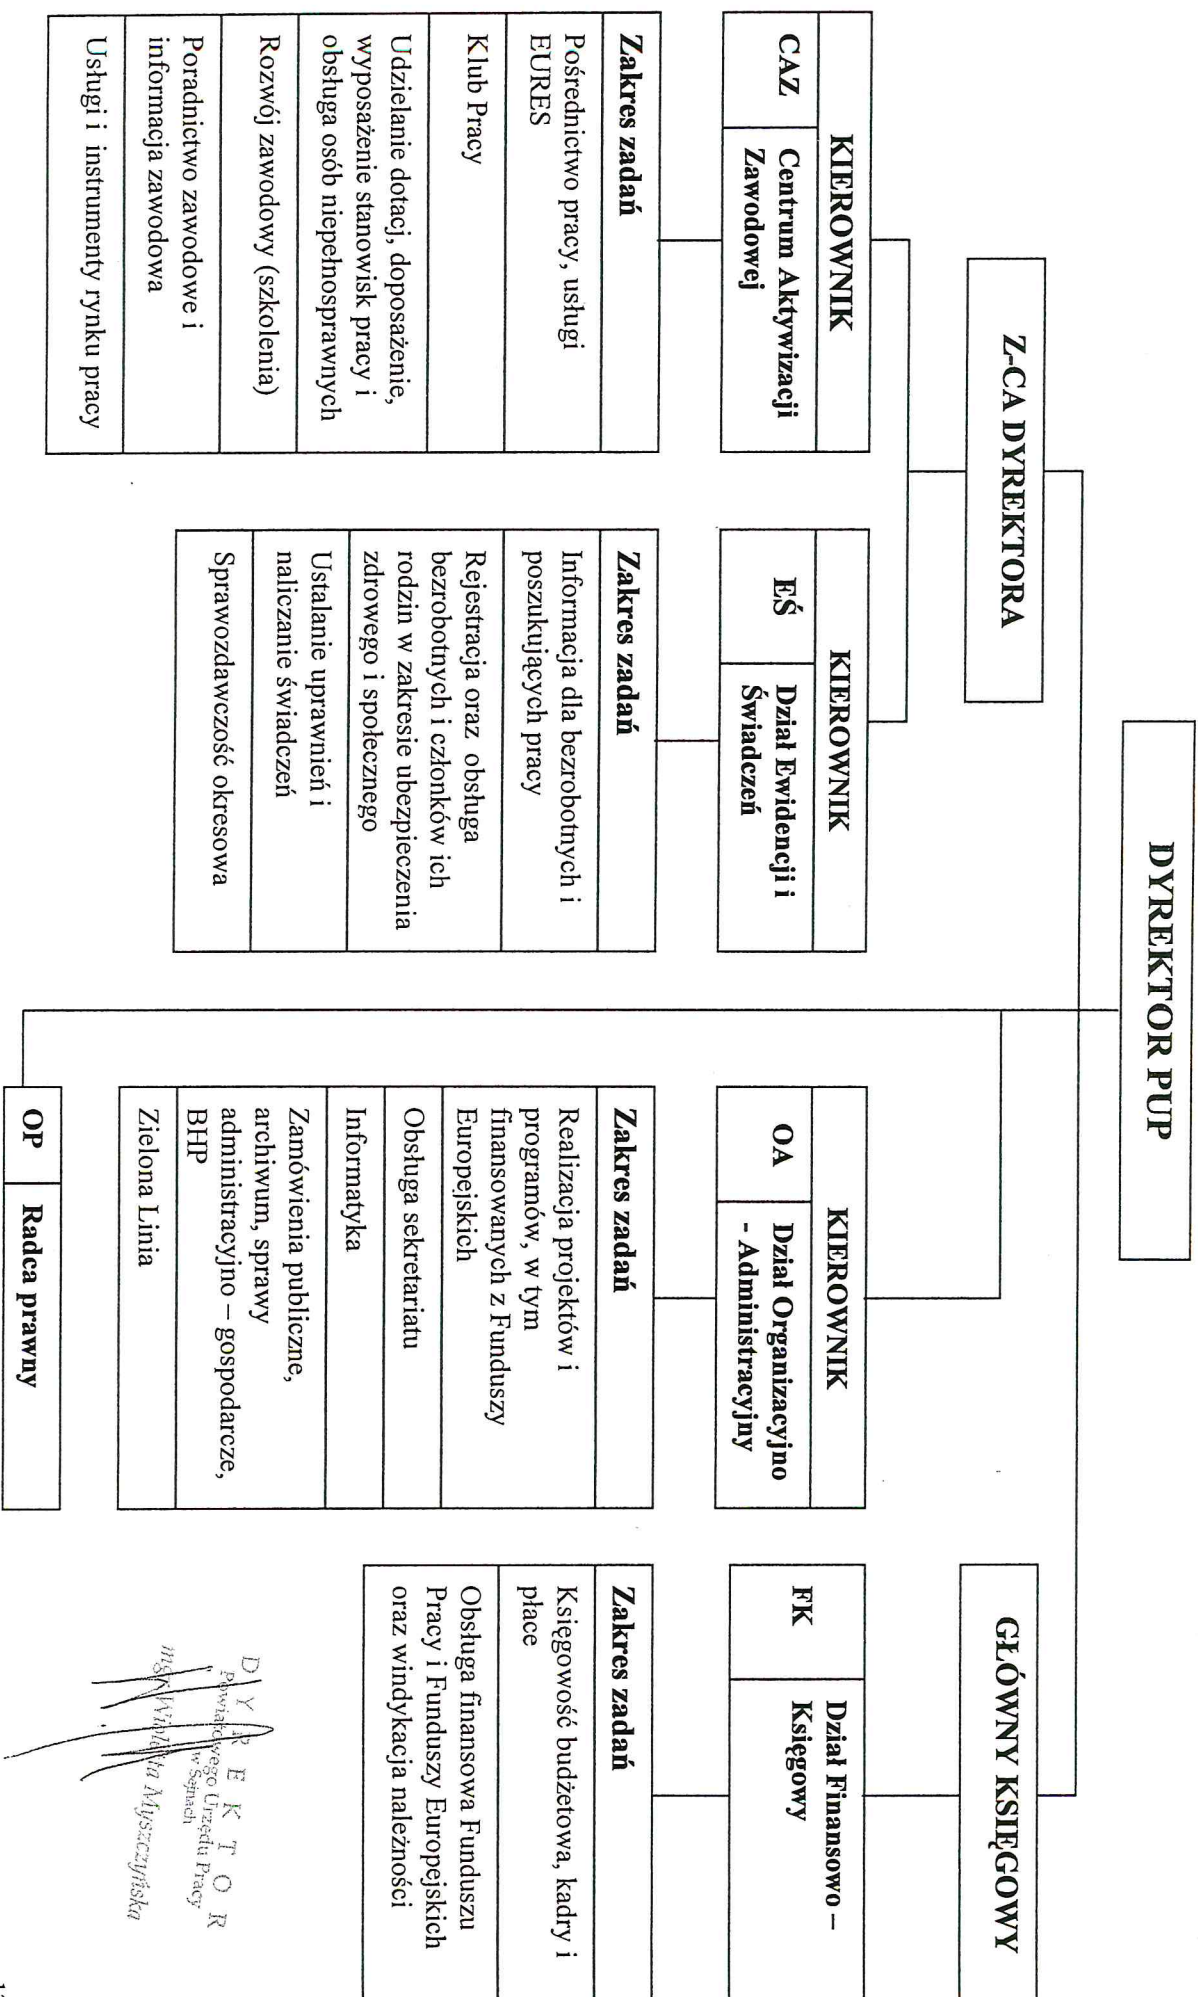 DYREKTOR PUP
Z-CA DYREKTORA
GŁÓWNY KSIĘGOWY
KIEROWNIK
CAZ
Centrum Aktywizacji
Zawodowej
Zakres zadań
Pośrednictwo pracy, usługi
EURES
Klub Pracy
Udzielanie dotacj, doposażenie,
wyposażenie stanowisk pracy i
obsługa osób niepełnosprawnych
Rozwój zawodowy (szkolenia)
Poradnictwo zawodowe i
informacja zawodowa
Usługi i instrumenty rynku pracy
KIEROWNIK
EŚ
Dział Ewidencji i
Świadczeń
Zakres zadań
Informacja dla bezrobotnych i
poszukujących pracy
Rejestracja oraz obsługa
bezrobotnych i członków ich
rodzin w zakresie ubezpieczenia
zdrowego i społecznego
Ustalanie uprawnień i
naliczanie świadczeń
Sprawozdawczość okresowa
KIEROWNIK
OA
Dział Organizacyjno
- Administracyjny
Zakres zadań
Realizacja projektów i
programów, w tym
finansowanych z Funduszy
Europejskich
Obsługa sekretariatu
Informatyka
Zamówienia publiczne,
archiwum, sprawy
administracyjno – gospodarcze,
BHP
Zielona Linia
OP
Radca prawny
FK
Dział Finansowo –
Księgowy
Zakres zadań
Księgowość budżetowa, kadry i
płace
Obsługa finansowa Funduszu
Pracy i Funduszy Europejskich
oraz windykacja należności
DYREKTOR
Powiatowego Urzędu Pracy
w Sejnach
mgr Wioletta Myszczyńska